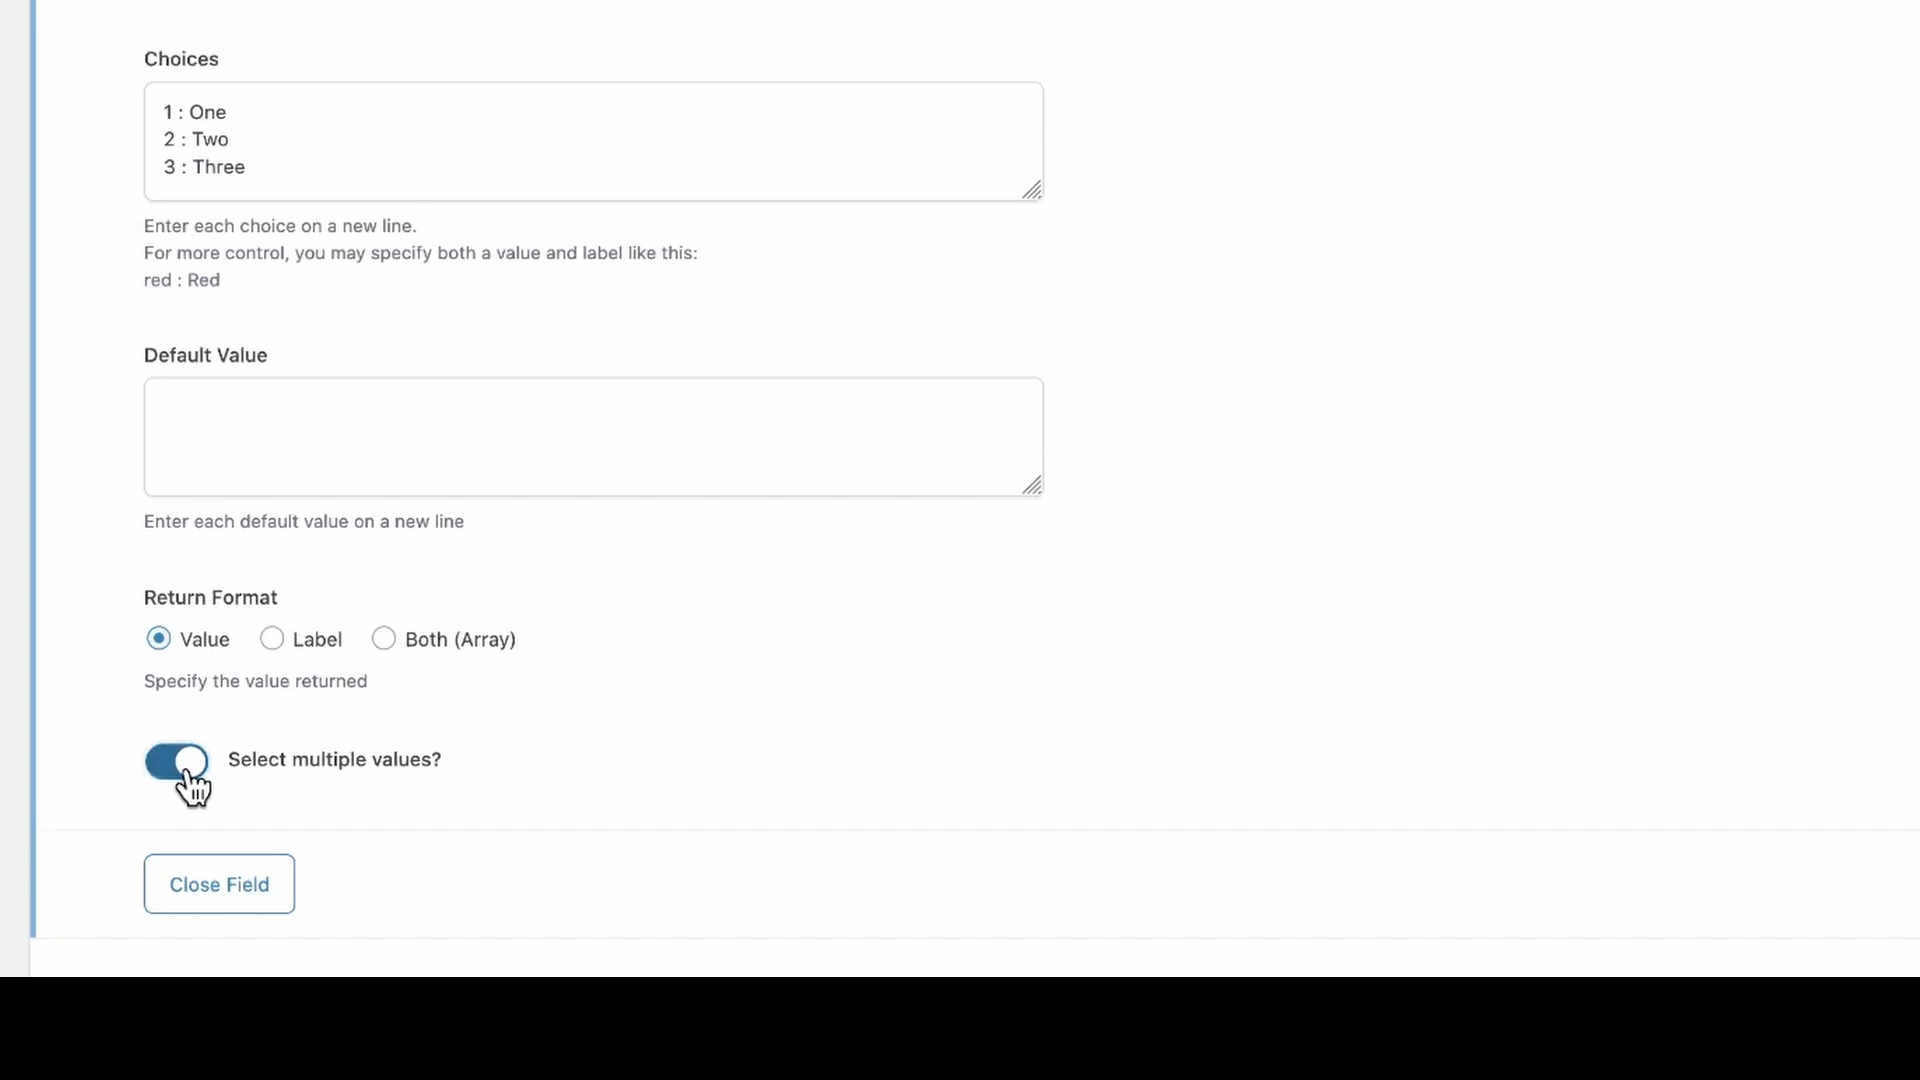 Choices
1 : One
2 : Two
3 : Three
Enter each choice on a new line.
For more control, you may specify both a value and label like this:
red : Red
Default Value
Enter each default value on a new line
Return Format
Value Label Both (Array)
Specify the value returned
Select multiple values?
Close Field